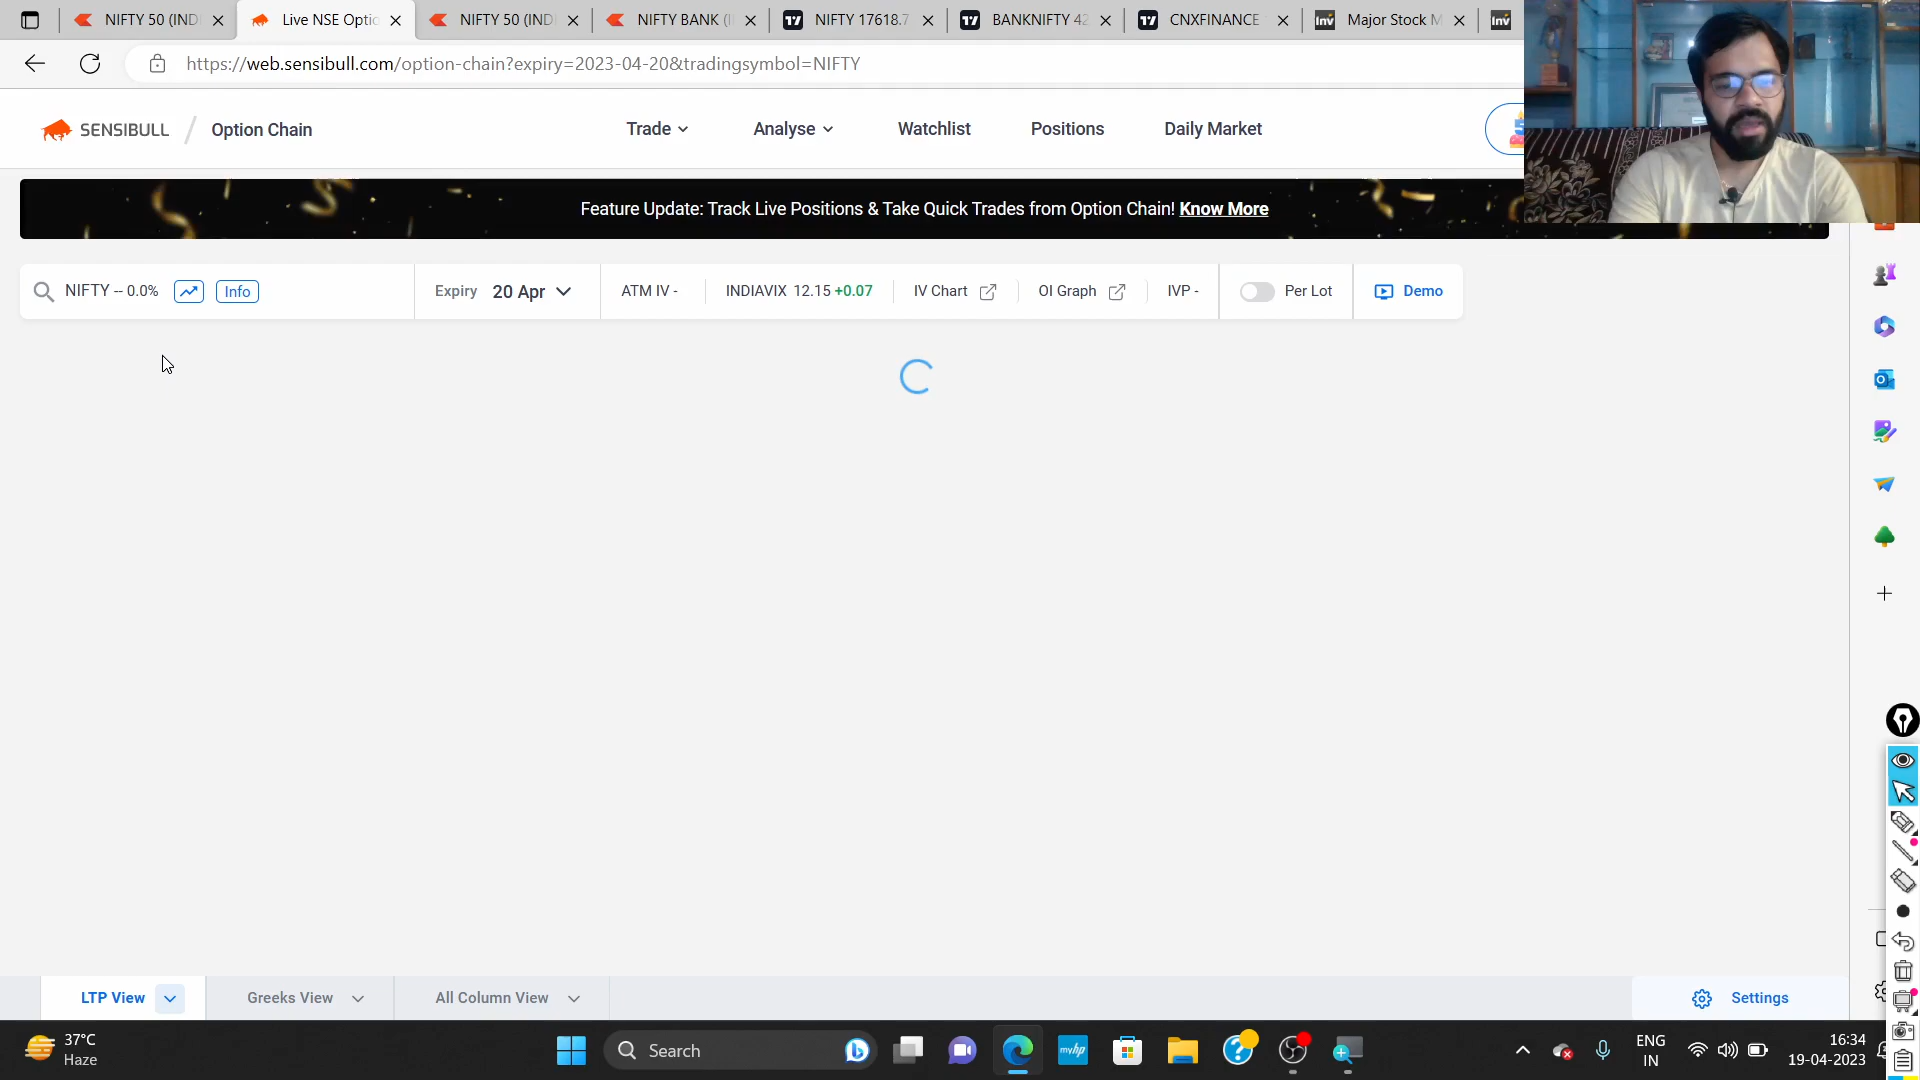 NIFTY 50 (IND
Live NSE Optio
NIFTY 50 (IND
NIFTY BANK (I
NIFTY 17618.7
BANKNIFTY 42
CNXFINANCE
Inv
Major Stock M
Inv
https://web.sensibull.com/option-chain?expiry=2023-04-20&tradingsymbol=NIFTY
SENSIBULL / Option Chain
Trade
Analyse
Watchlist
Positions
Daily Market
Feature Update: Track Live Positions & Take Quick Trades from Option Chain! Know More
NIFTY -- 0.0%
Info
Expiry 20 Apr
ATM IV -
INDIAVIX 12.15 +0.07
IV Chart
OI Graph
IVP -
Per Lot
Demo
LTP View
Greeks View
All Column View
Settings
37°C
Haze
Search
myhp
ENG
IN
16:34
19-04-2023